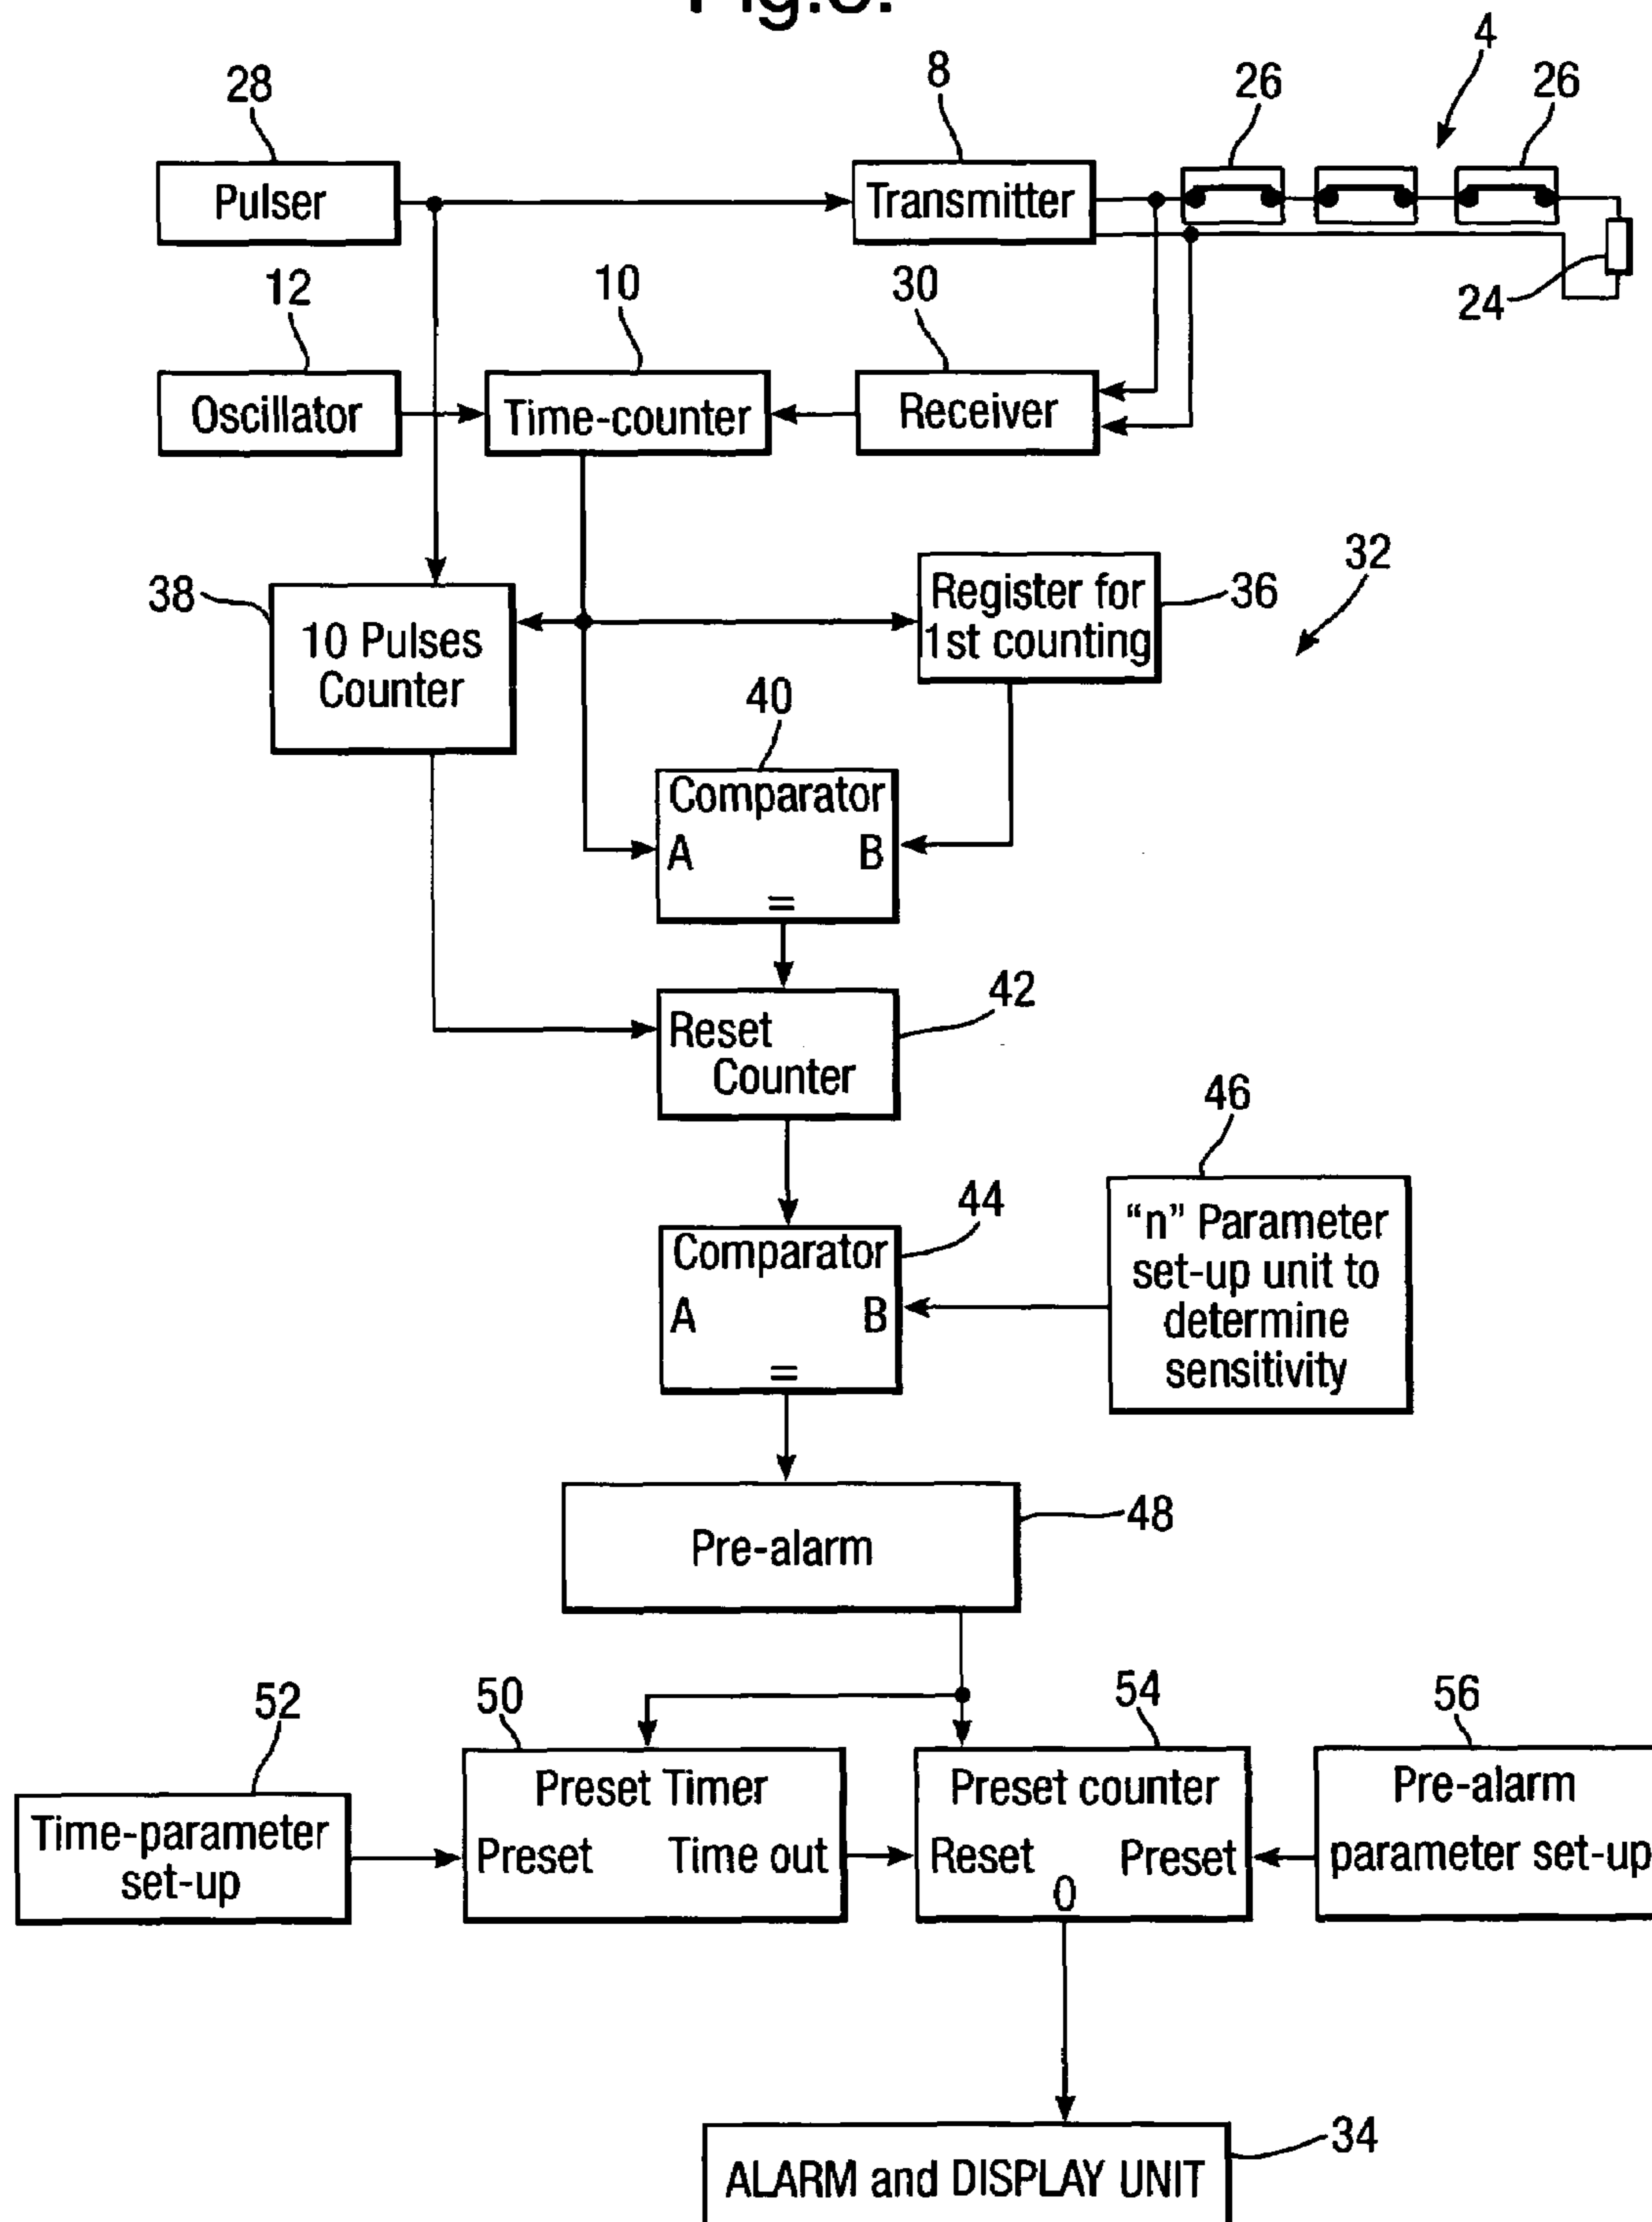 Fig.3.
4
28
8
26
26
Pulser
Transmitter
12
10
30
24
Oscillator
Time-counter
Receiver
32
38
Register for
1st counting
36
10 Pulses
Counter
40
Comparator
A B
=
42
Reset
Counter
46
44
"n" Parameter
set-up unit to
determine
sensitivity
Comparator
A B
=
48
Pre-alarm
52
50
54
56
Time-parameter
set-up
Preset Timer
Preset Time out
Preset counter
Reset Preset
0
Pre-alarm
parameter set-up
34
ALARM and DISPLAY UNIT